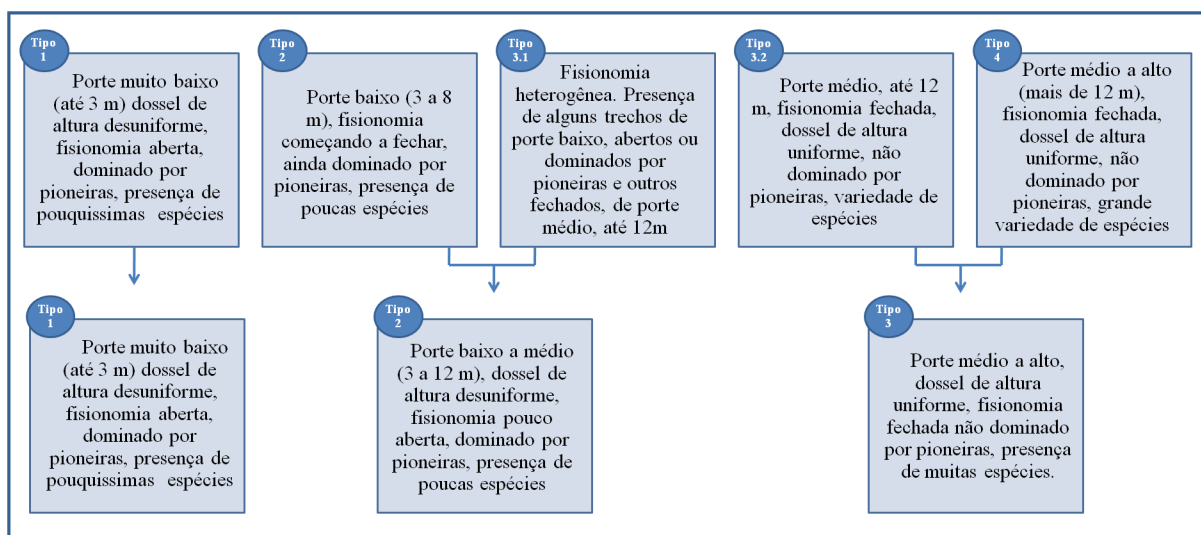 Tipo
1
Porte muito baixo
(até 3 m) dossel de
altura desuniforme,
fisionomia aberta,
dominado por
pioneiras, presença de
pouquissimas espécies
Tipo
2
Porte baixo (3 a 8
m), fisionomia
começando a fechar,
ainda dominado por
pioneiras, presença de
poucas espécies
Tipo
3.1
Fisionomia
heterogênea. Presença
de alguns trechos de
porte baixo, abertos ou
dominados por
pioneiras e outros
fechados, de porte
médio, até 12m
Tipo
3.2
Porte médio, até 12
m, fisionomia fechada,
dossel de altura
uniforme, não
dominado por
pioneiras, variedade de
espécies
Tipo
4
Porte médio a alto
(mais de 12 m),
fisionomia fechada,
dossel de altura
uniforme, não
dominado por
pioneiras, grande
variedade de espécies
Tipo
1
Porte muito baixo
(até 3 m) dossel de
altura desuniforme,
fisionomia aberta,
dominado por
pioneiras, presença de
pouquissimas espécies
Tipo
2
Porte baixo a médio
(3 a 12 m), dossel de
altura desuniforme,
fisionomia pouco
aberta, dominado por
pioneiras, presença de
poucas espécies
Tipo
3
Porte médio a alto,
dossel de altura
uniforme, fisionomia
fechada não dominado
por pioneiras, presença
de muitas espécies.